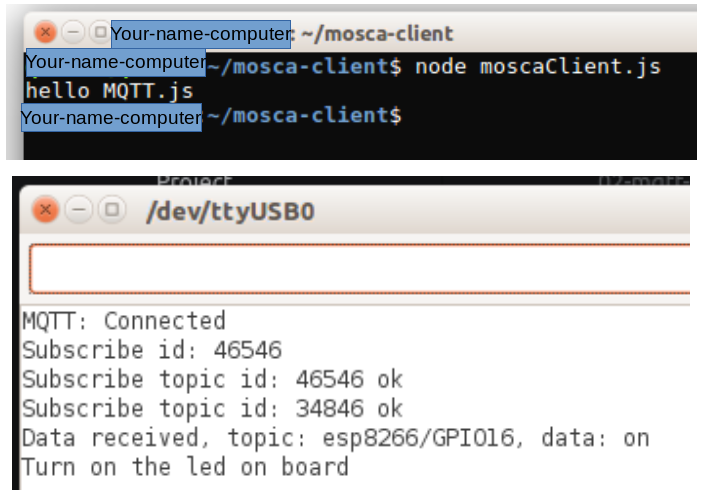 Your-name-computer: ~/mosca-client
Your-name-computer ~/mosca-client$ node moscaClient.js
hello MQTT.js
Your-name-computer ~/mosca-client$
Project
/dev/ttyUSB0
MQTT: Connected
Subscribe id: 46546
Subscribe topic id: 46546 ok
Subscribe topic id: 34846 ok
Data received, topic: esp8266/GPIO16, data: on
Turn on the led on board